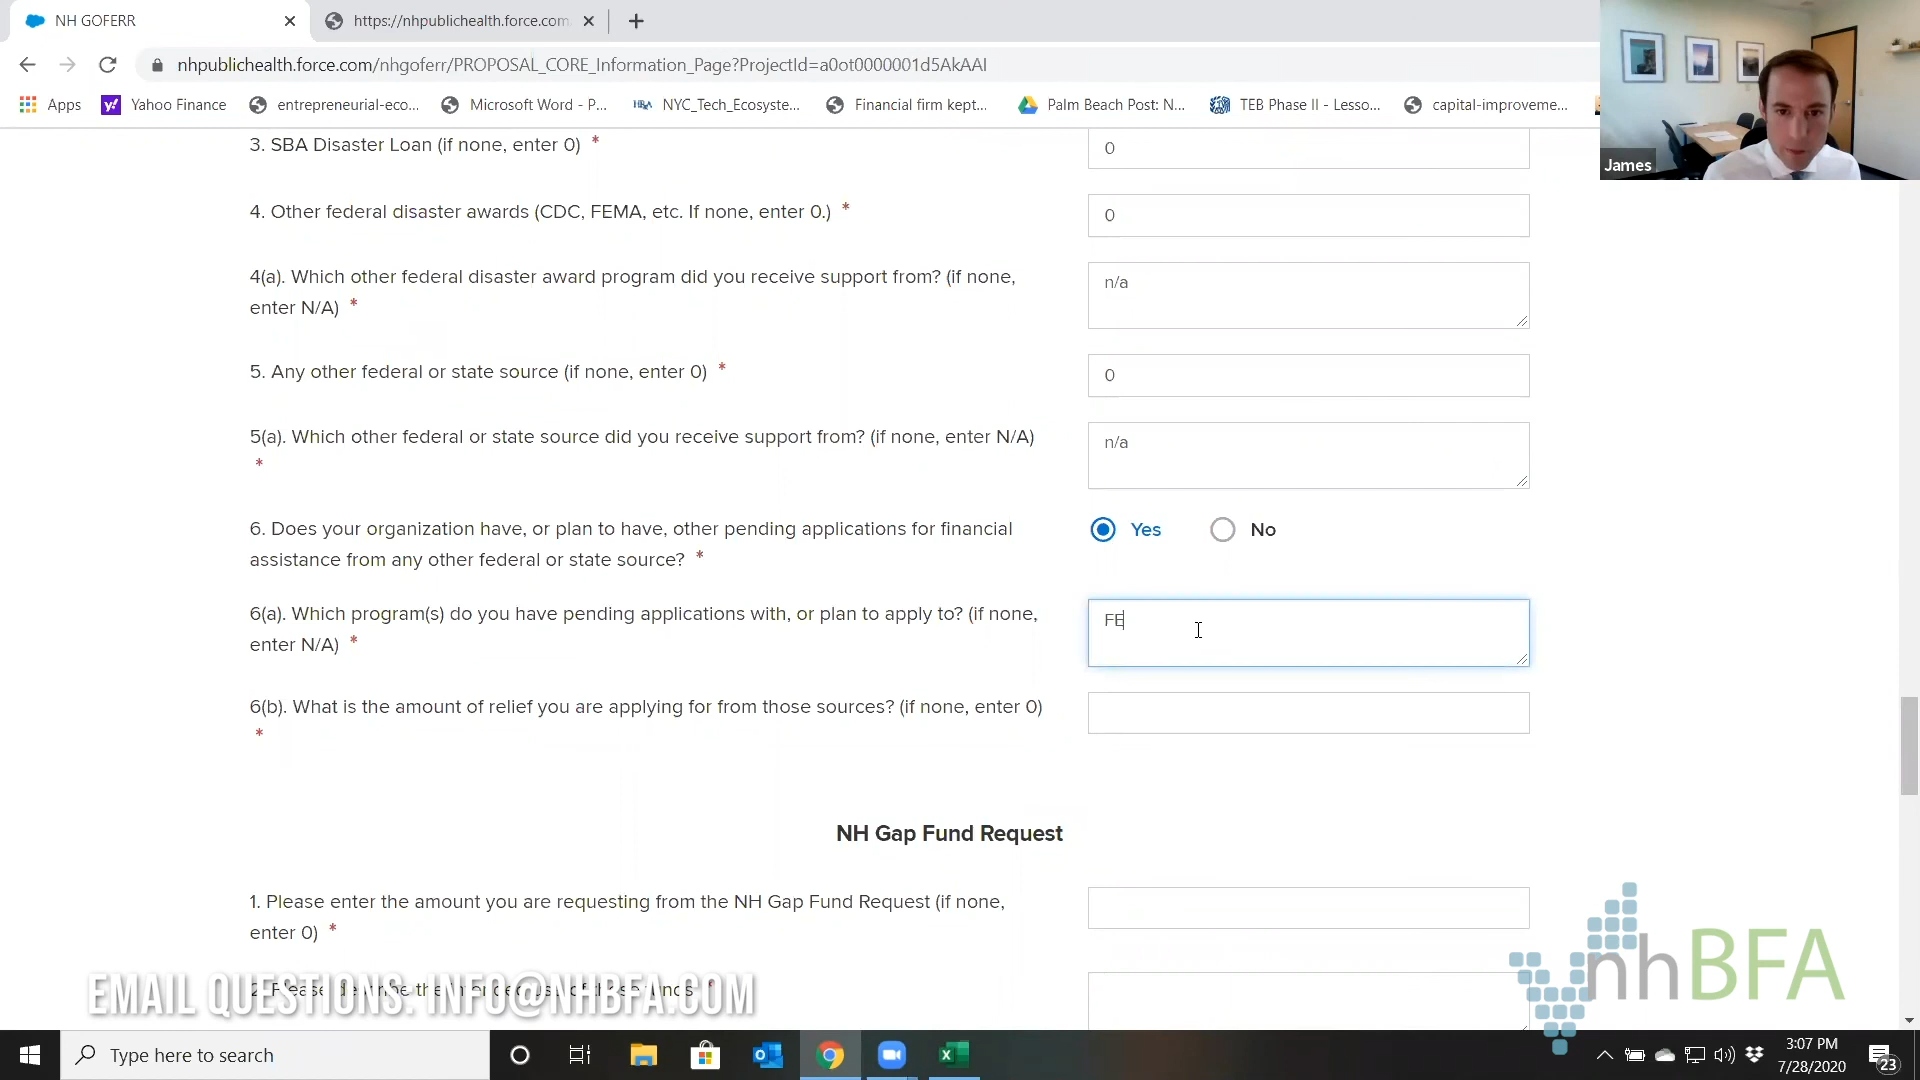 NH GOFERR
https://nhpublichealth.force.com
nhpublichealth.force.com/nhgoferr/PROPOSAL_CORE_Information_Page?ProjectId=a0ot0000001d5AkAAI
Apps
Yahoo Finance
entrepreneurial-eco...
Microsoft Word - P...
NYC_Tech_Ecosyste...
Financial firm kept...
Palm Beach Post: N...
TEB Phase II - Lesso...
capital-improveme...
James
3. SBA Disaster Loan (if none, enter 0) *
0
4. Other federal disaster awards (CDC, FEMA, etc. If none, enter 0.) *
0
4(a). Which other federal disaster award program did you receive support from? (if none,
enter N/A) *
n/a
5. Any other federal or state source (if none, enter 0) *
0
5(a). Which other federal or state source did you receive support from? (if none, enter N/A)
*
n/a
6. Does your organization have, or plan to have, other pending applications for financial
assistance from any other federal or state source? *
Yes
No
6(a). Which program(s) do you have pending applications with, or plan to apply to? (if none,
enter N/A) *
FE
6(b). What is the amount of relief you are applying for from those sources? (if none, enter 0)
*
NH Gap Fund Request
1. Please enter the amount you are requesting from the NH Gap Fund Request (if none,
enter 0) *
EMAIL QUESTIONS: INFO@NHBFA.COM
nhBFA
Type here to search
3:07 PM
7/28/2020
23